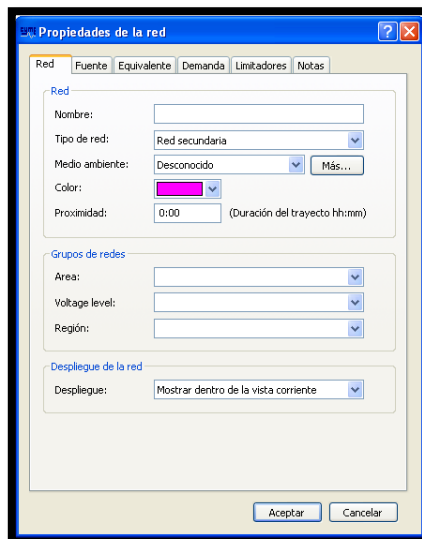 Propiedades de la red
Red Fuente Equivalente Demanda Limitadores Notas
Red
Nombre:
Tipo de red: Red secundaria
Medio ambiente: Desconocido Más...
Color:
Proximidad: 0:00 (Duración del trayecto hh:mm)
Grupos de redes
Area:
Voltage level:
Región:
Despliegue de la red
Despliegue: Mostrar dentro de la vista corriente
Aceptar Cancelar